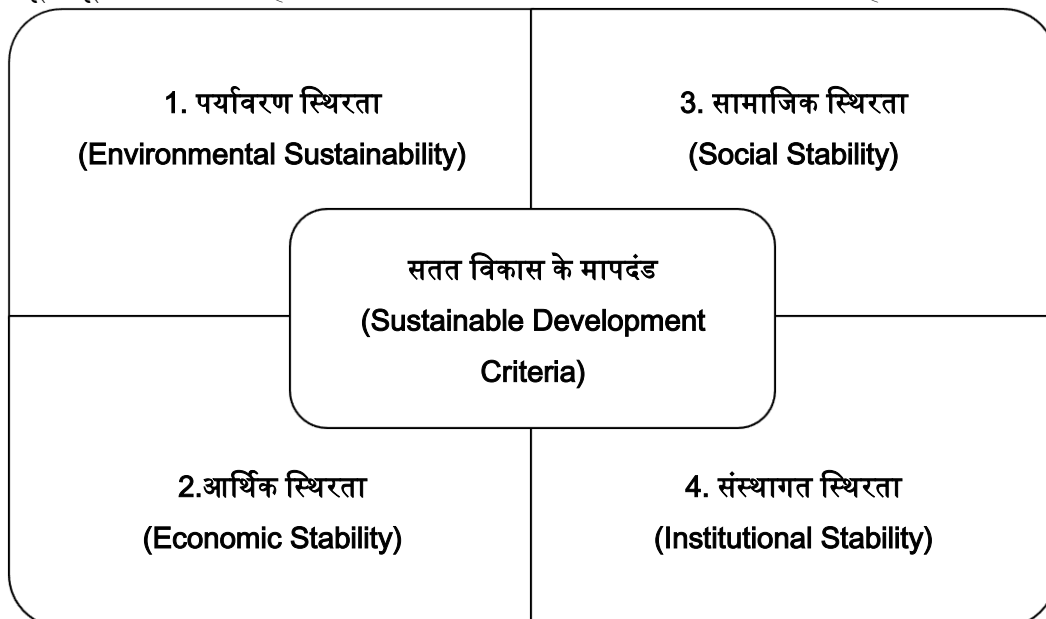 1. पर्यावरण स्थिरता
(Environmental Sustainability)
3. सामाजिक स्थिरता
(Social Stability)
सतत विकास के मापदंड
(Sustainable Development
Criteria)
2.आर्थिक स्थिरता
(Economic Stability)
4. संस्थागत स्थिरता
(Institutional Stability)